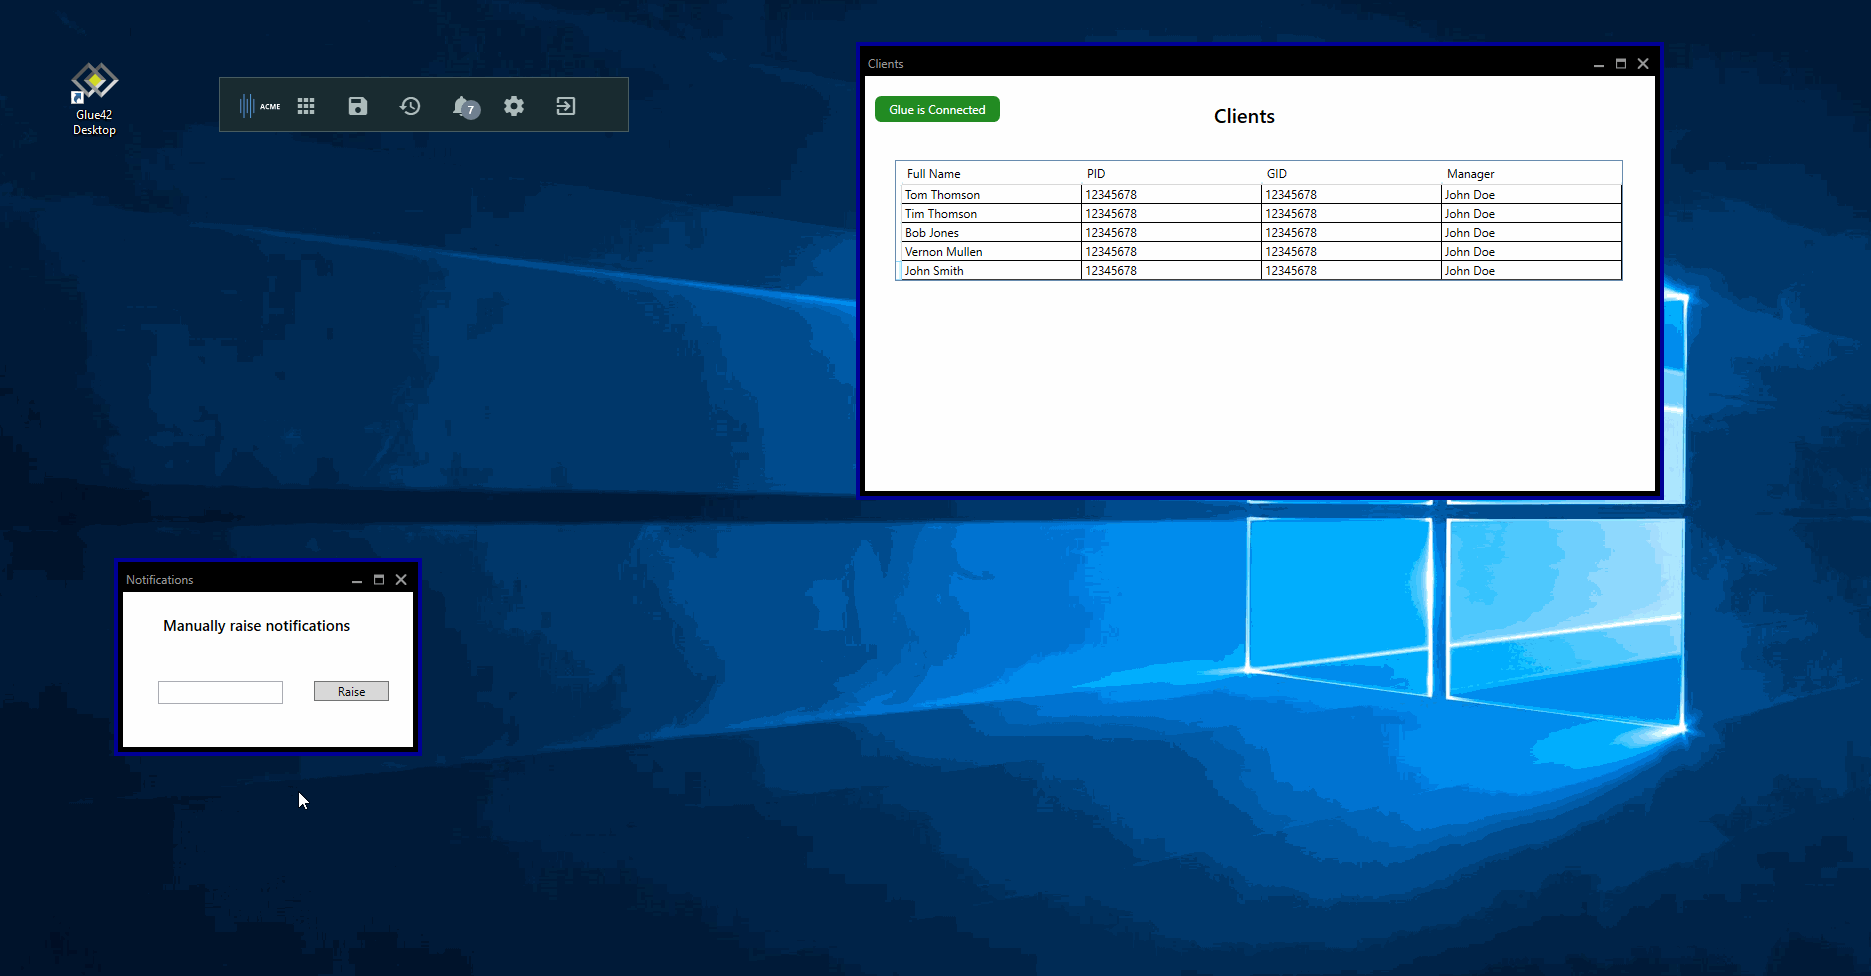 Glue42
Desktop
ACME
7
Clients
Glue is Connected
Clients
Full Name PID GID Manager
Tom Thomson 12345678 12345678 John Doe
Tim Thomson 12345678 12345678 John Doe
Bob Jones 12345678 12345678 John Doe
Vernon Mullen 12345678 12345678 John Doe
John Smith 12345678 12345678 John Doe
Notifications
Manually raise notifications
Raise